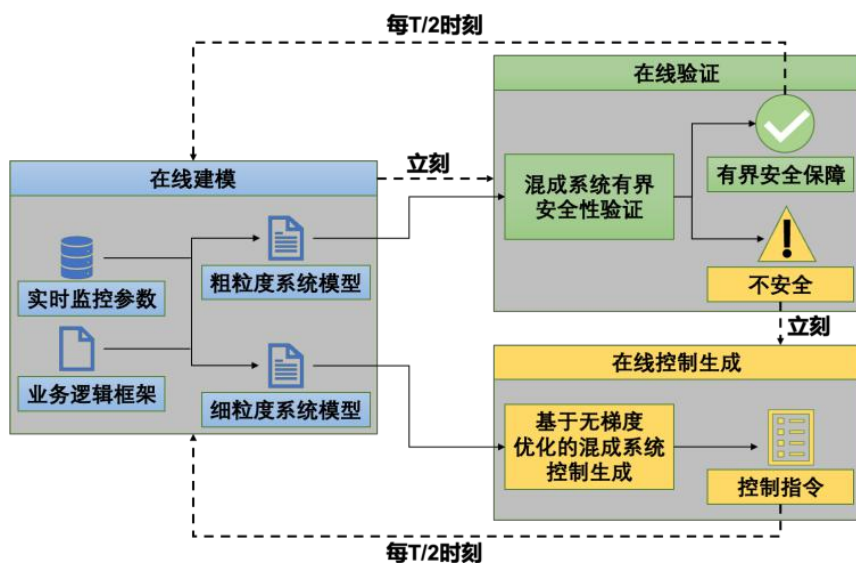 每T/2时刻
在线验证
有界安全保障
混成系统有界
安全性验证
不安全
立刻
在线建模
实时监控参数
粗粒度系统模型
业务逻辑框架
细粒度系统模型
立刻
在线控制生成
基于无梯度
优化的混成系统
控制生成
控制指令
每T/2时刻